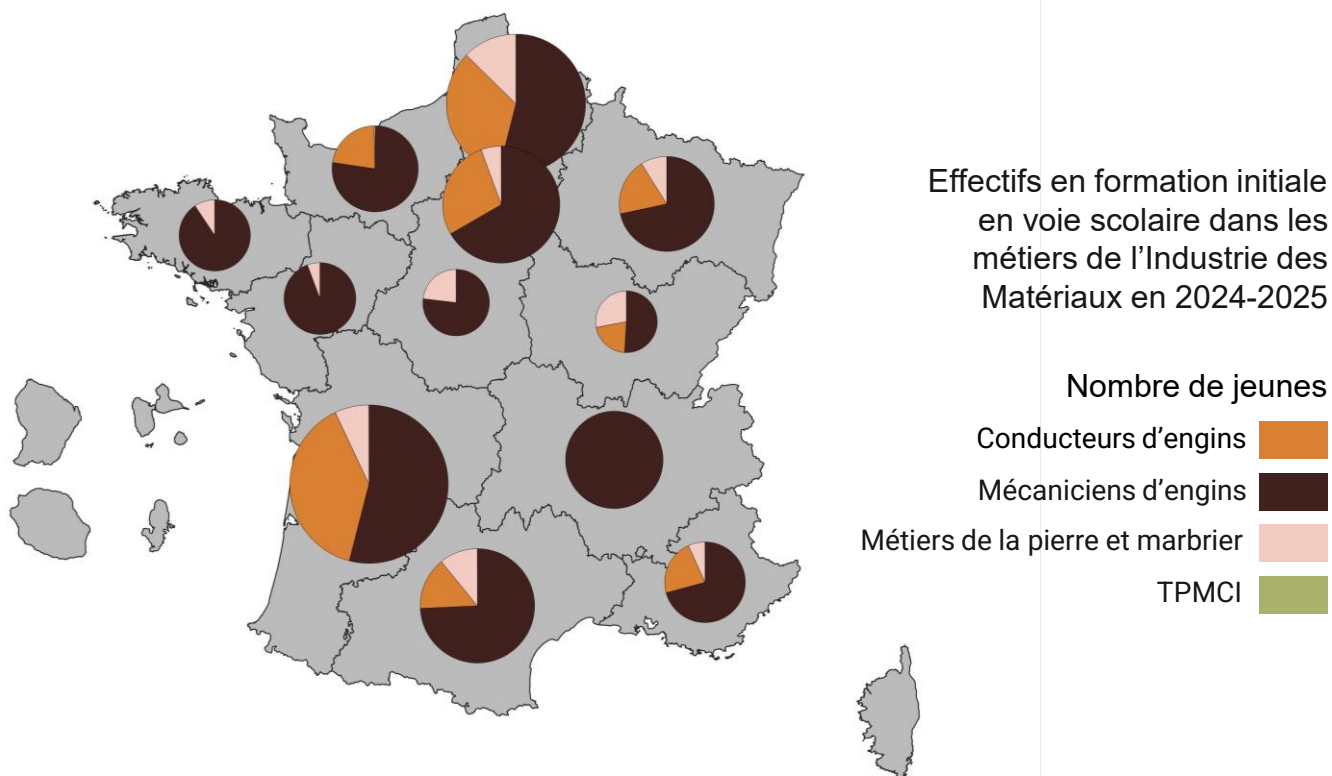 Effectifs en formation initiale
en voie scolaire dans les
métiers de l’Industrie des
Matériaux en 2024-2025
Nombre de jeunes
Conducteurs d’engins
Mécaniciens d’engins
Métiers de la pierre et marbrier
TPMCI